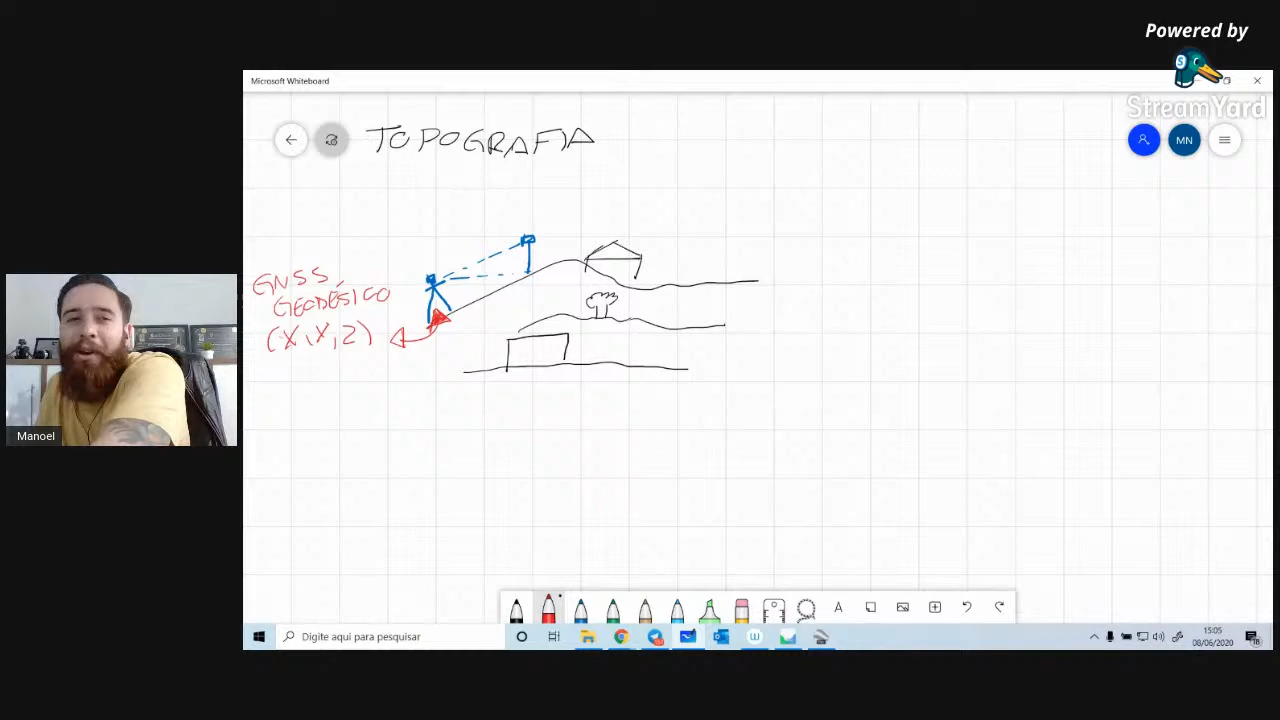 Powered by
StreamYard
Microsoft Whiteboard
TOPOGRAFIA
MN
GNSS
GEODÉSICO
(X,Y,Z)
Manoel
A
Digite aqui para pesquisar
15:05
08/06/2020